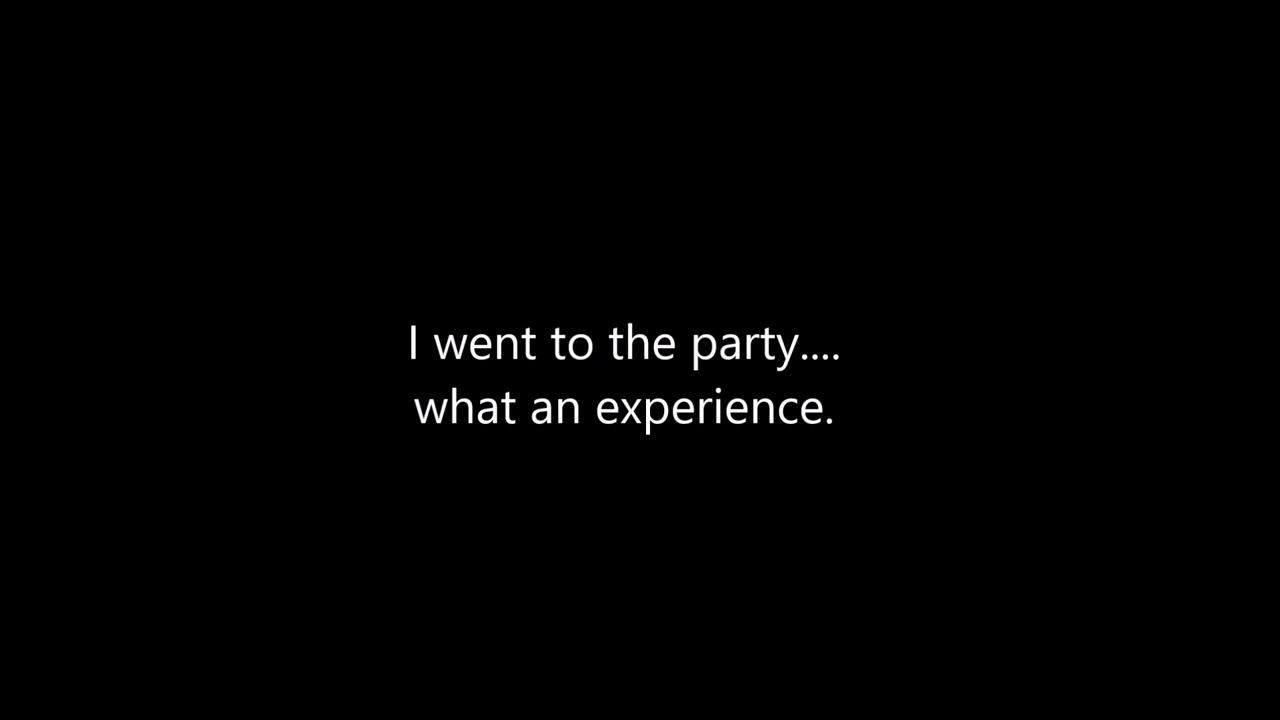 I went to the party....
what an experience.